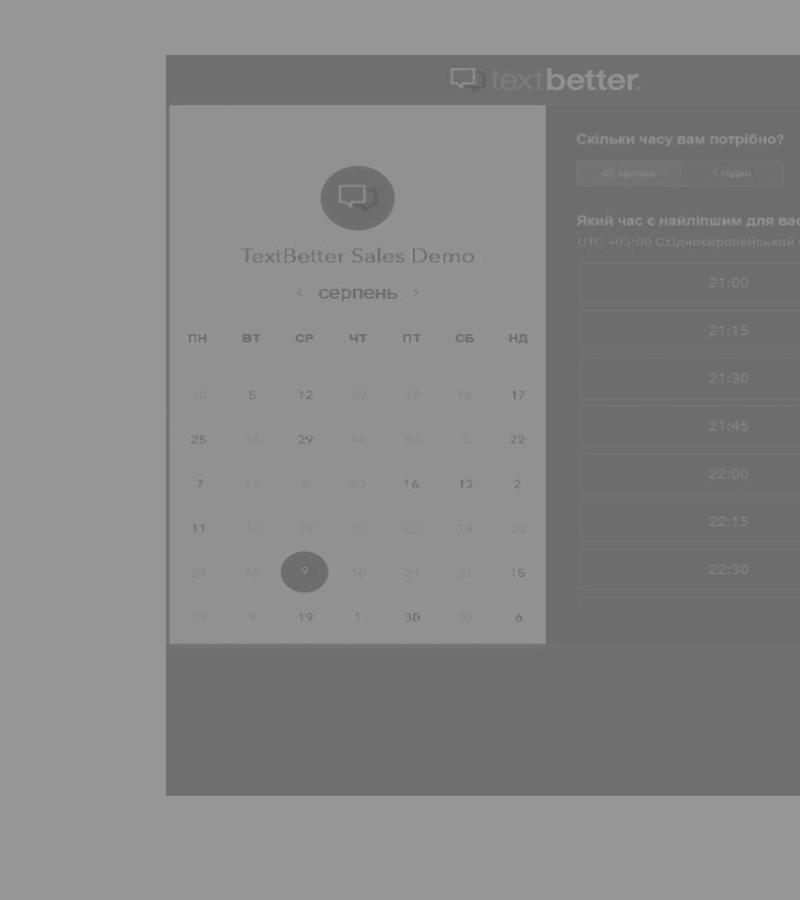 textbetter.
TextBetter Sales Demo
‹ серпень ›
ПН ВТ СР ЧТ ПТ СБ НД
10 5 12 22 12 16 17
25 14 29 10 30 3 22
7 12 8 23 16 13 2
11 11 29 8 23 18 20
24 16 9 10 21 21 15
29 9 19 1 30 30 6
Скільки часу вам потрібно?
40 хвилин 1 годин
Який час є найліпшим для вас
UTC +03:00 Східноєвропейський
21:00
21:15
21:30
21:45
22:00
22:15
22:30